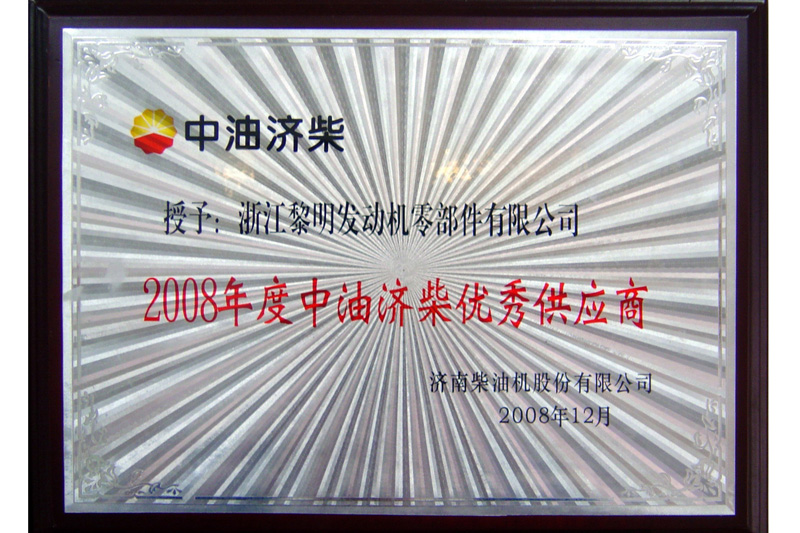 中油济柴
授予：浙江黎明发动机零部件有限公司
2008年度中油济柴优秀供应商
济南柴油机股份有限公司
2008年12月